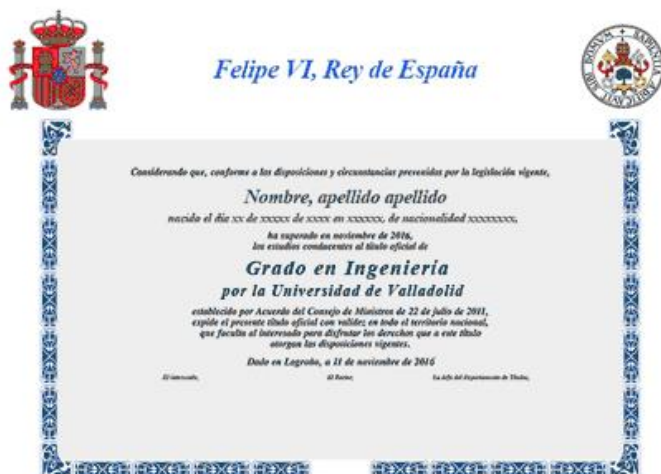 Felipe VI, Rey de España
SAPIENTIA AEDIFICAVIT SIBI DOMVM
Considerando que, conforme a las disposiciones y circunstancias prevenidas por la legislación vigente,
Nombre, apellido apellido
nacido el día xx de xxxxx de xxxx en xxxxxx, de nacionalidad xxxxxxxx,
ha superado en noviembre de 2016,
los estudios conducentes al título oficial de
Grado en Ingeniería
por la Universidad de Valladolid
establecido por Acuerdo del Consejo de Ministros de 22 de julio de 2011,
expide el presente título oficial con validez en todo el territorio nacional,
que faculta al interesado para disfrutar los derechos que a este título
otorgan las disposiciones vigentes.
Dado en Logroño, a 11 de noviembre de 2016
El interesado,
El Rector,
La Jefa del Departamento de Títulos,